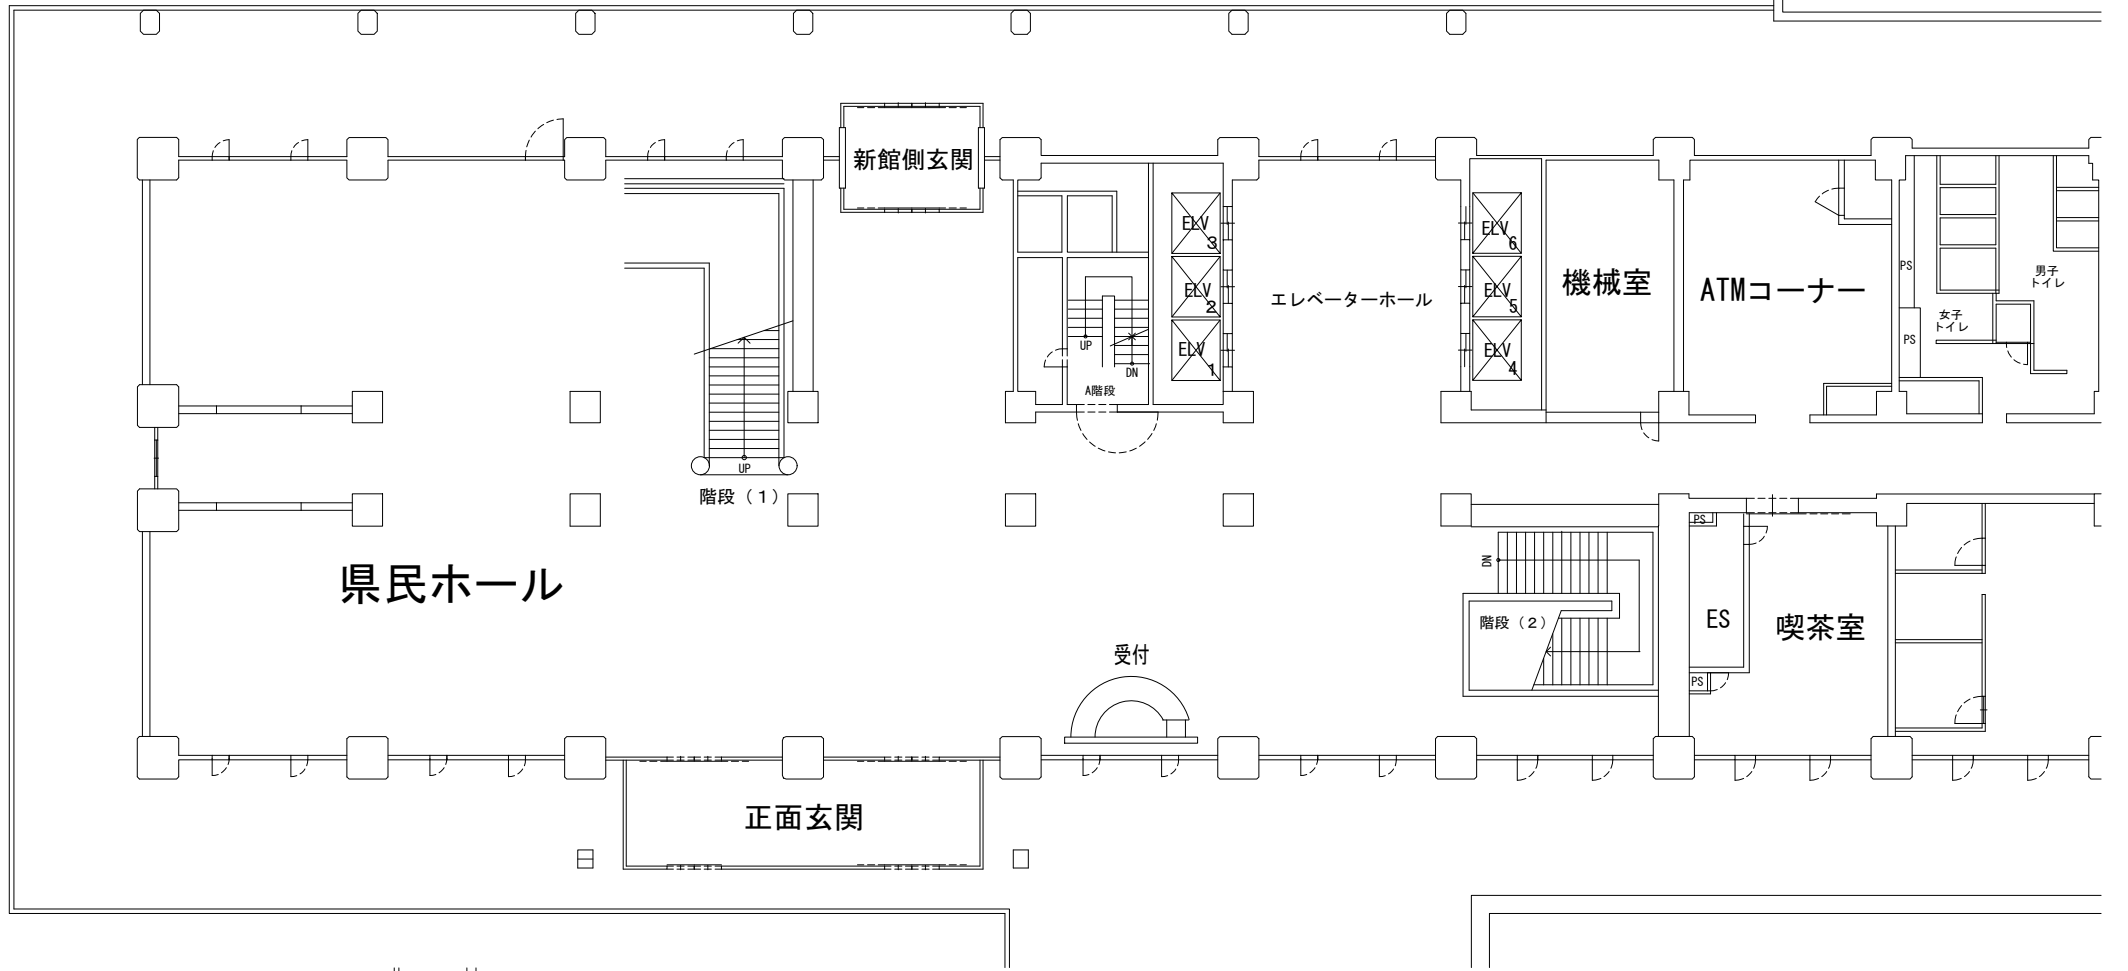 新館側玄関
ELV 3
ELV 6
機械室
ATMコーナー
PS
男子
トイレ
ELV 2
エレベーターホール
ELV 5
女子
トイレ
PS
UP
DN
ELV 1
ELV 4
A階段
UP
階段(1)
PS
県民ホール
DN
階段(2)
ES
喫茶室
受付
PS
正面玄関